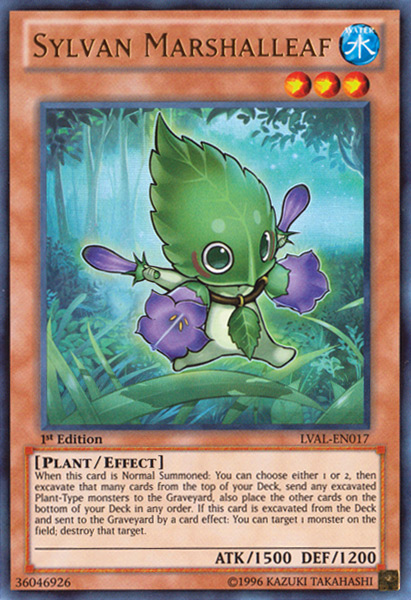 SYLVAN MARSHALLEAF
WATER
水
1st Edition
LVAL-EN017
[PLANT/EFFECT]
When this card is Normal Summoned: You can choose either 1 or 2, then
excavate that many cards from the top of your Deck, send any excavated
Plant-Type monsters to the Graveyard, also place the other cards on the
bottom of your Deck in any order. If this card is excavated from the Deck
and sent to the Graveyard by a card effect: You can target 1 monster on the
field; destroy that target.
ATK/1500 DEF/1200
36046926
©1996 KAZUKI TAKAHASHI